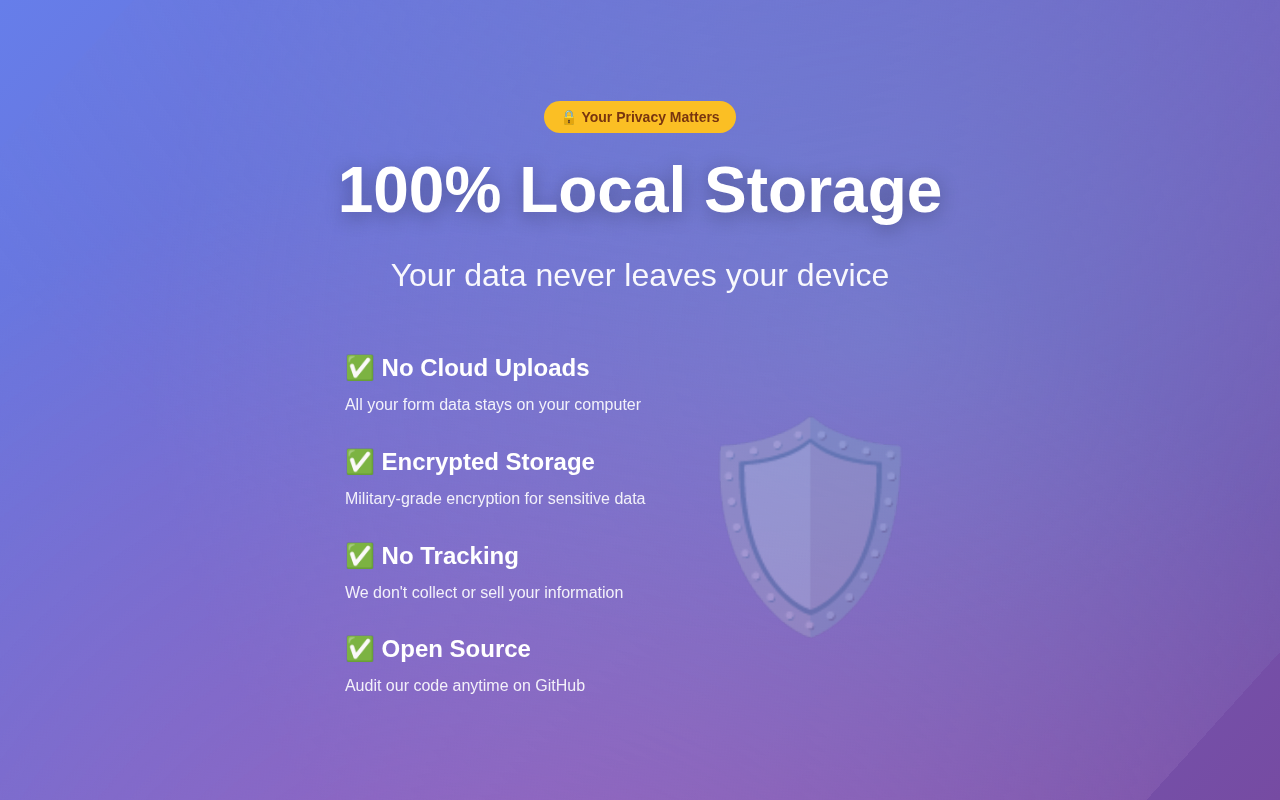 🔒 Your Privacy Matters
100% Local Storage
Your data never leaves your device
✅ No Cloud Uploads
All your form data stays on your computer
✅ Encrypted Storage
Military-grade encryption for sensitive data
✅ No Tracking
We don't collect or sell your information
✅ Open Source
Audit our code anytime on GitHub